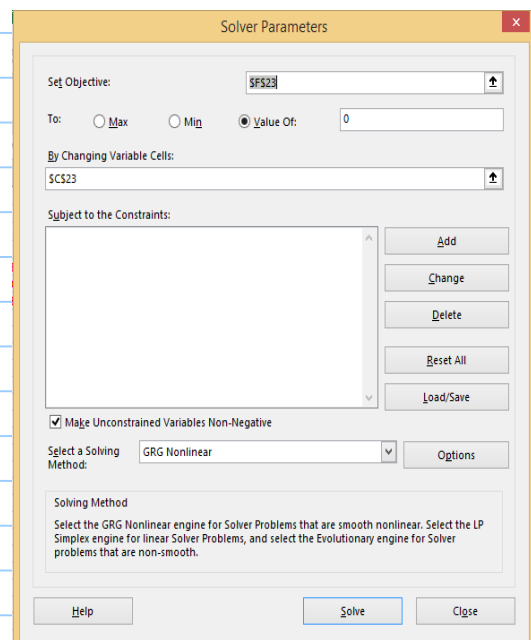 Solver Parameters
Set Objective:
$F$23
To:
Max
Min
Value Of:
0
By Changing Variable Cells:
$C$23
Subject to the Constraints:
Add
Change
Delete
Reset All
Load/Save
Make Unconstrained Variables Non-Negative
Select a Solving
Method:
GRG Nonlinear
Options
Solving Method
Select the GRG Nonlinear engine for Solver Problems that are smooth nonlinear. Select the LP
Simplex engine for linear Solver Problems, and select the Evolutionary engine for Solver
problems that are non-smooth.
Help
Solve
Close